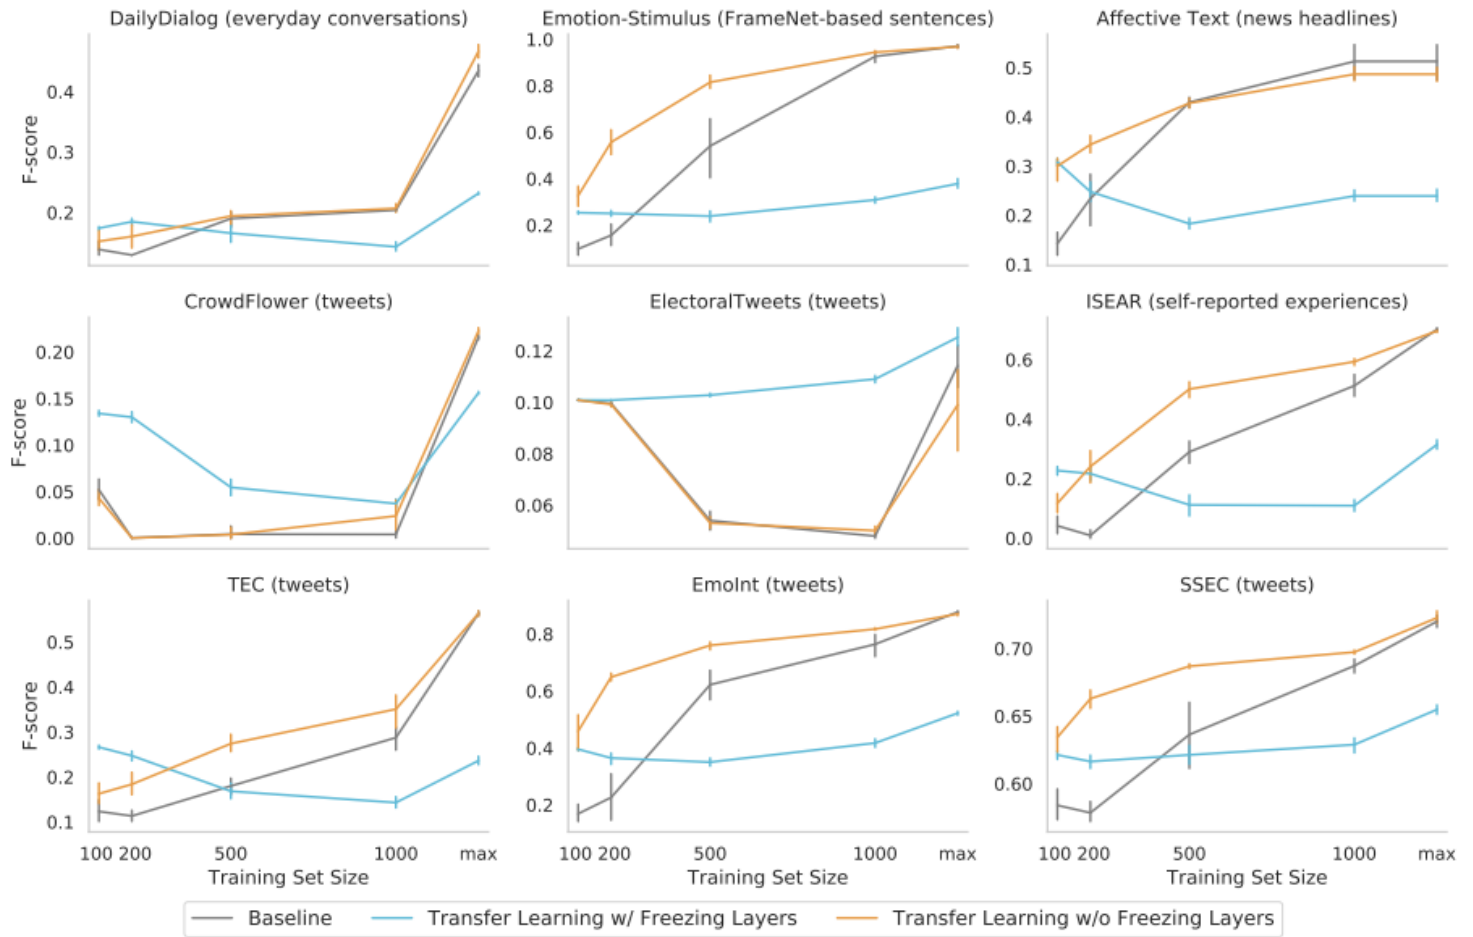 DailyDialog (everyday conversations)
Emotion-Stimulus (FrameNet-based sentences)
Affective Text (news headlines)
F-score
0.4
0.3
0.2
1.0
0.8
0.6
0.4
0.2
0.5
0.4
0.3
0.2
0.1
CrowdFlower (tweets)
ElectoralTweets (tweets)
ISEAR (self-reported experiences)
F-score
0.20
0.15
0.10
0.05
0.00
0.12
0.10
0.08
0.06
0.6
0.4
0.2
0.0
TEC (tweets)
EmoInt (tweets)
SSEC (tweets)
F-score
0.5
0.4
0.3
0.2
0.1
0.8
0.6
0.4
0.2
0.70
0.65
0.60
100 200 500 1000 max
100 200 500 1000 max
100 200 500 1000 max
Training Set Size
Training Set Size
Training Set Size
Baseline
Transfer Learning w/ Freezing Layers
Transfer Learning w/o Freezing Layers